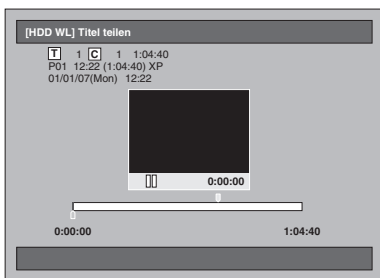 [HDD WL] Titel teilen
T 1 C 1 1:04:40
P01 12:22 (1:04:40) XP
01/01/07(Mon) 12:22
0:00:00
0:00:00 1:04:40